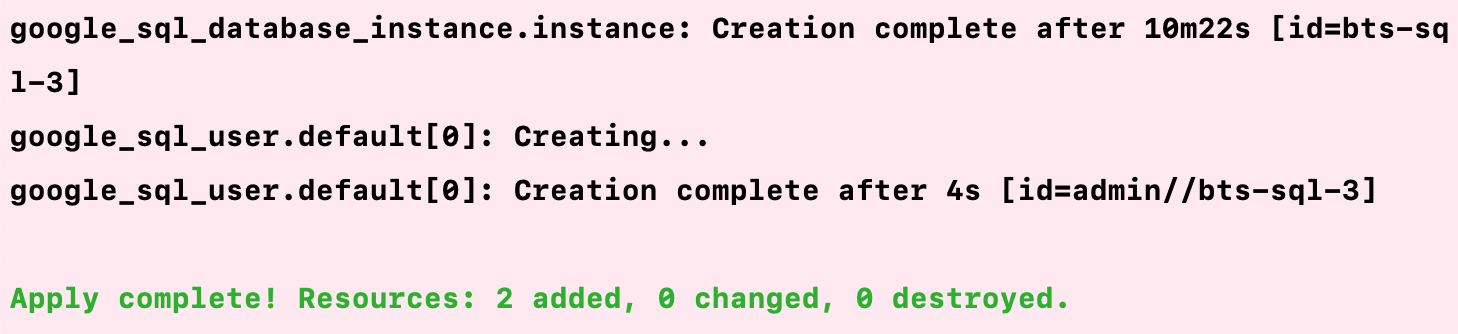 google_sql_database_instance.instance: Creation complete after 10m22s [id=bts-sq
l-3]
google_sql_user.default[0]: Creating...
google_sql_user.default[0]: Creation complete after 4s [id=admin//bts-sql-3]
Apply complete! Resources: 2 added, 0 changed, 0 destroyed.